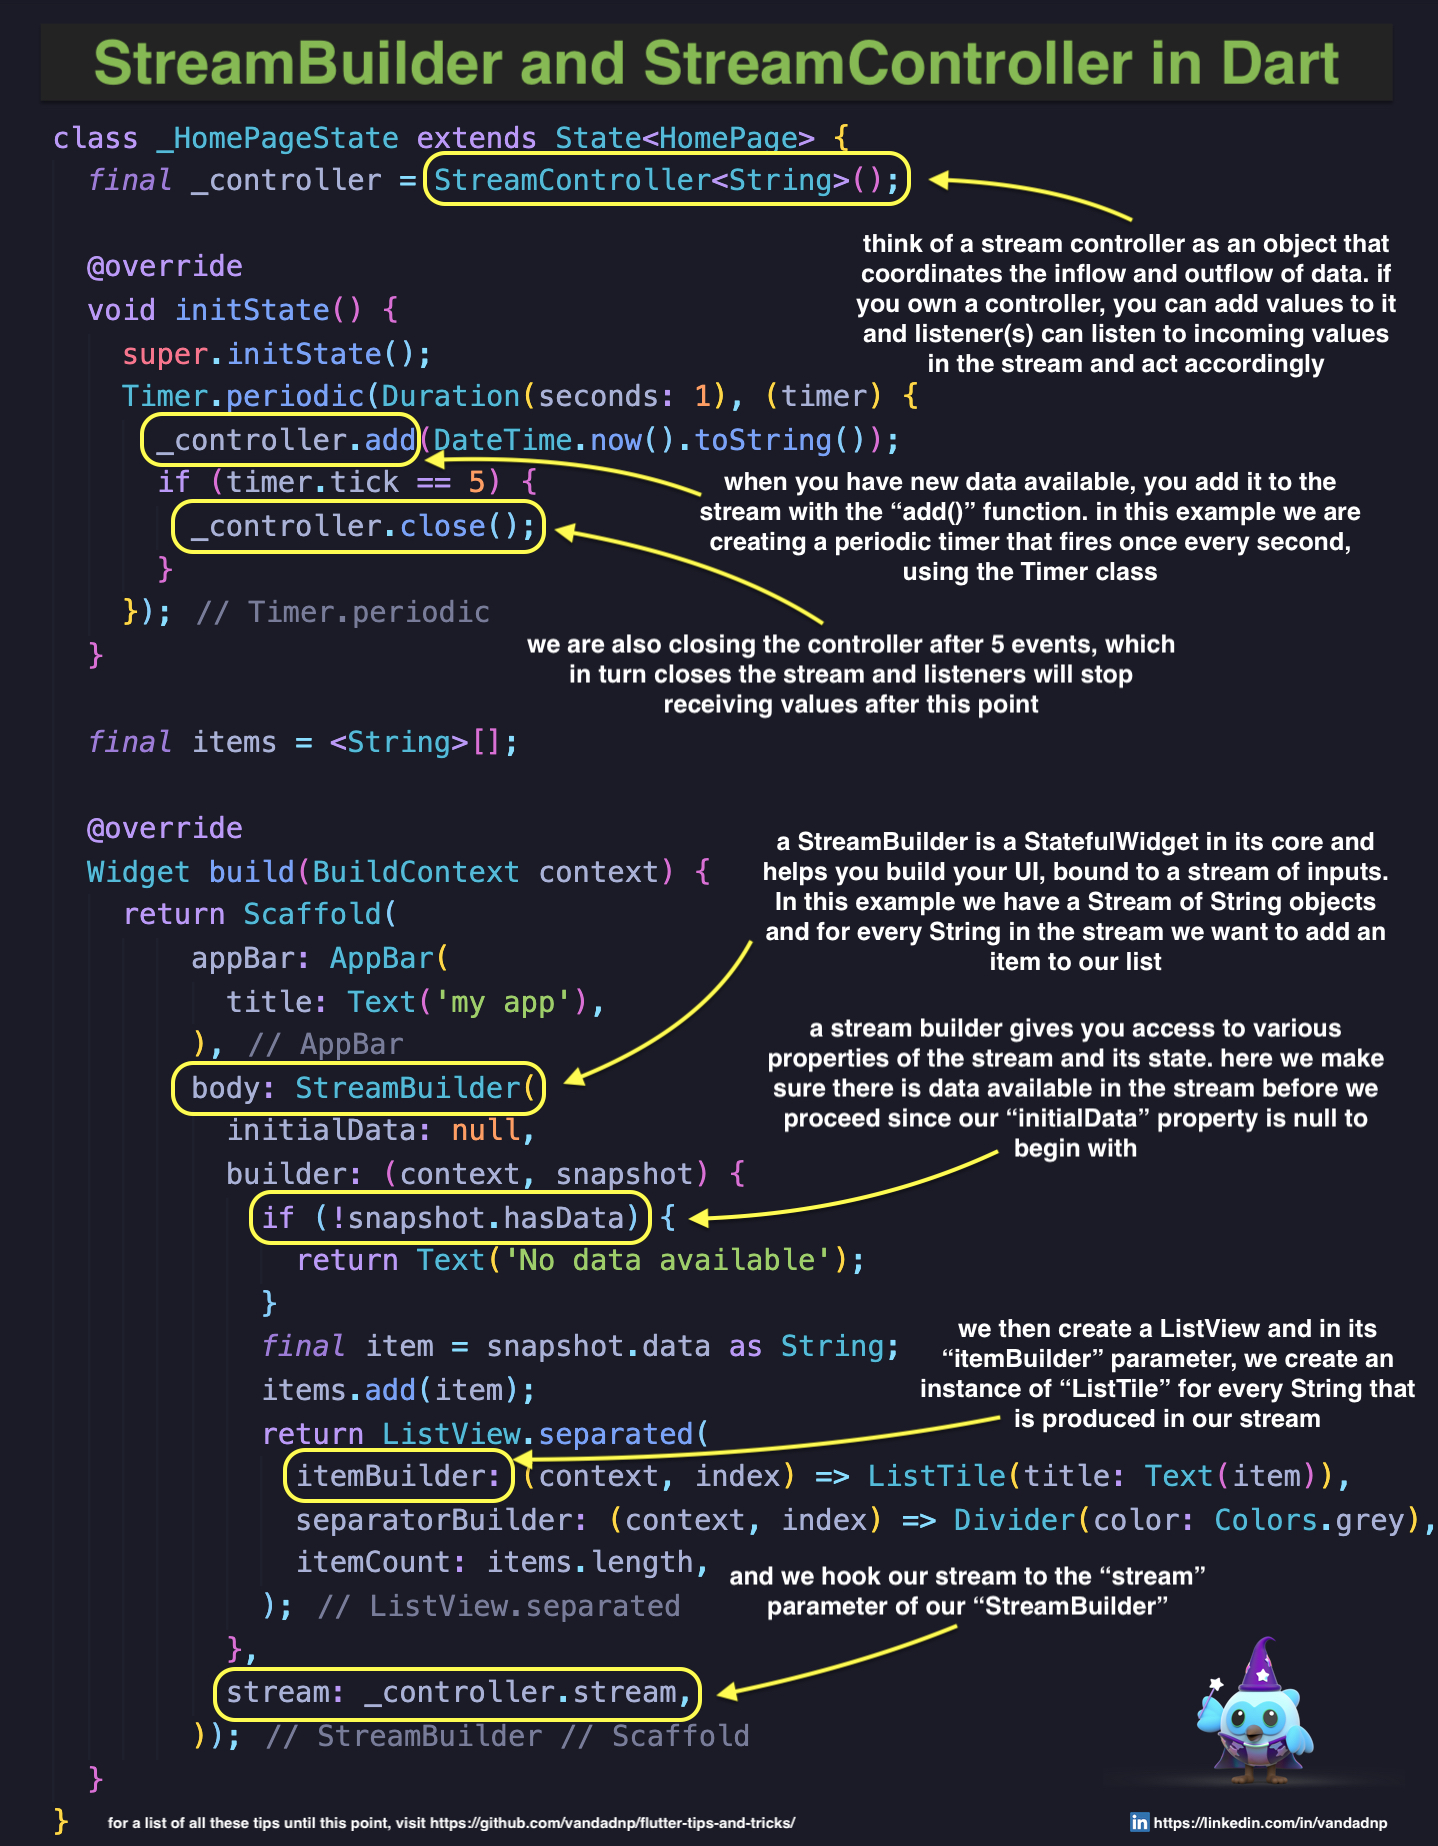 StreamBuilder and StreamController in Dart
class _HomePageState extends State<HomePage> {
final _controller = StreamController<String>();
think of a stream controller as an object that
coordinates the inflow and outflow of data. if
you own a controller, you can add values to it
and listener(s) can listen to incoming values
in the stream and act accordingly
@override
void initState() {
super.initState();
Timer.periodic(Duration(seconds: 1), (timer) {
_controller.add(DateTime.now().toString());
if (timer.tick == 5) {
_controller.close();
}
}); // Timer.periodic
}
when you have new data available, you add it to the
stream with the “add()” function. in this example we are
creating a periodic timer that fires once every second,
using the Timer class
we are also closing the controller after 5 events, which
in turn closes the stream and listeners will stop
receiving values after this point
final items = <String>[];
@override
Widget build(BuildContext context) {
return Scaffold(
appBar: AppBar(
title: Text('my app'),
), // AppBar
body: StreamBuilder(
initialData: null,
builder: (context, snapshot) {
if (!snapshot.hasData) {
return Text('No data available');
}
final item = snapshot.data as String;
items.add(item);
return ListView.separated(
itemBuilder: (context, index) => ListTile(title: Text(item)),
separatorBuilder: (context, index) => Divider(color: Colors.grey),
itemCount: items.length,
); // ListView.separated
},
stream: _controller.stream,
)); // StreamBuilder // Scaffold
}
}
a StreamBuilder is a StatefulWidget in its core and
helps you build your UI, bound to a stream of inputs.
In this example we have a Stream of String objects
and for every String in the stream we want to add an
item to our list
a stream builder gives you access to various
properties of the stream and its state. here we make
sure there is data available in the stream before we
proceed since our “initialData” property is null to
begin with
we then create a ListView and in its
“itemBuilder” parameter, we create an
instance of “ListTile” for every String that
is produced in our stream
and we hook our stream to the “stream”
parameter of our “StreamBuilder”
for a list of all these tips until this point, visit https://github.com/vandadnp/flutter-tips-and-tricks/
in https://linkedin.com/in/vandadnp